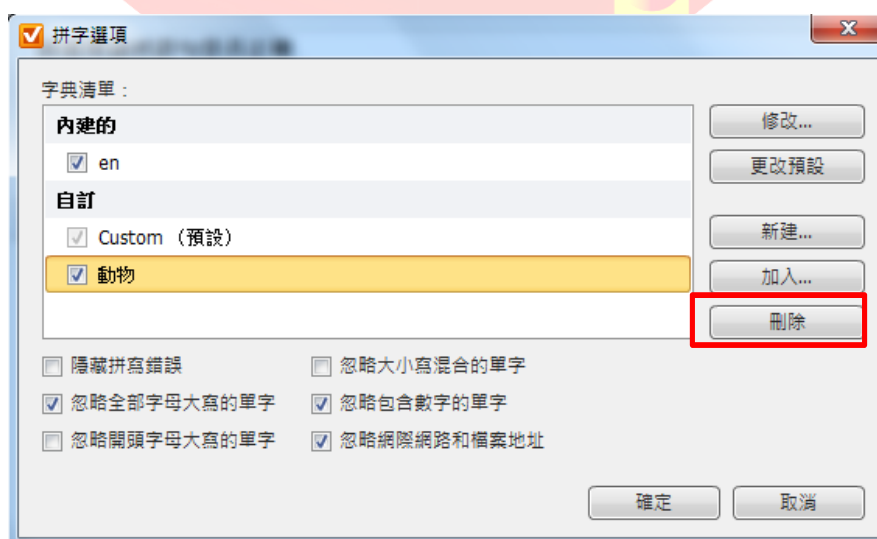 拼字選項
字典清單：
內建的
en
自訂
Custom （預設）
動物
修改...
更改預設
新建...
加入...
刪除
隱藏拼寫錯誤
忽略大小寫混合的單字
忽略全部字母大寫的單字
忽略包含數字的單字
忽略開頭字母大寫的單字
忽略網際網路和檔案地址
確定
取消